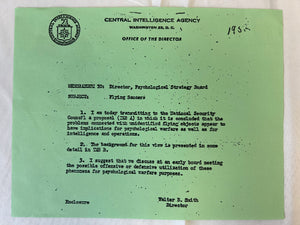 CENTRAL INTELLIGENCE AGENCY
WASHINGTON 25, D. C.
OFFICE OF THE DIRECTOR
1952
MEMORANDUM TO: Director, Psychological Strategy Board
SUBJECT: Flying Saucers
1. I am today transmitting to the National Security
Council a proposal (TAB A) in which it is concluded that the
problems connected with unidentified flying objects appear to
have implications for psychological warfare as well as for
intelligence and operations.
2. The background for this view is presented in some
detail in TAB B.
3. I suggest that we discuss at an early board meeting
the possible offensive or defensive utilization of these
phenomena for psychological warfare purposes.
Enclosure
Walter B. Smith
Director